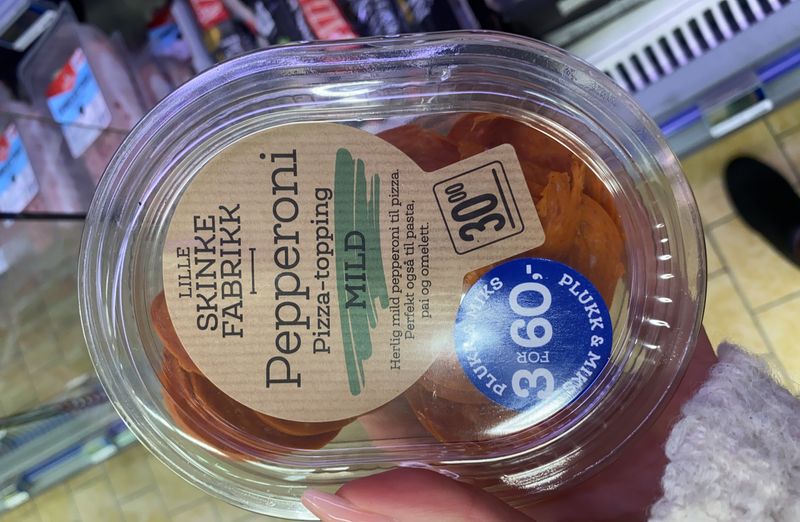 LILLE
SKINKE
FABRIKK
Pepperoni
Pizza-topping
MILD
Herlig mild pepperoni til pizza.
Perfekt også til pasta,
pai og omelett.
30.00
PLUKK & MIKS
3 FOR 60,-
PLUKK & MIKS